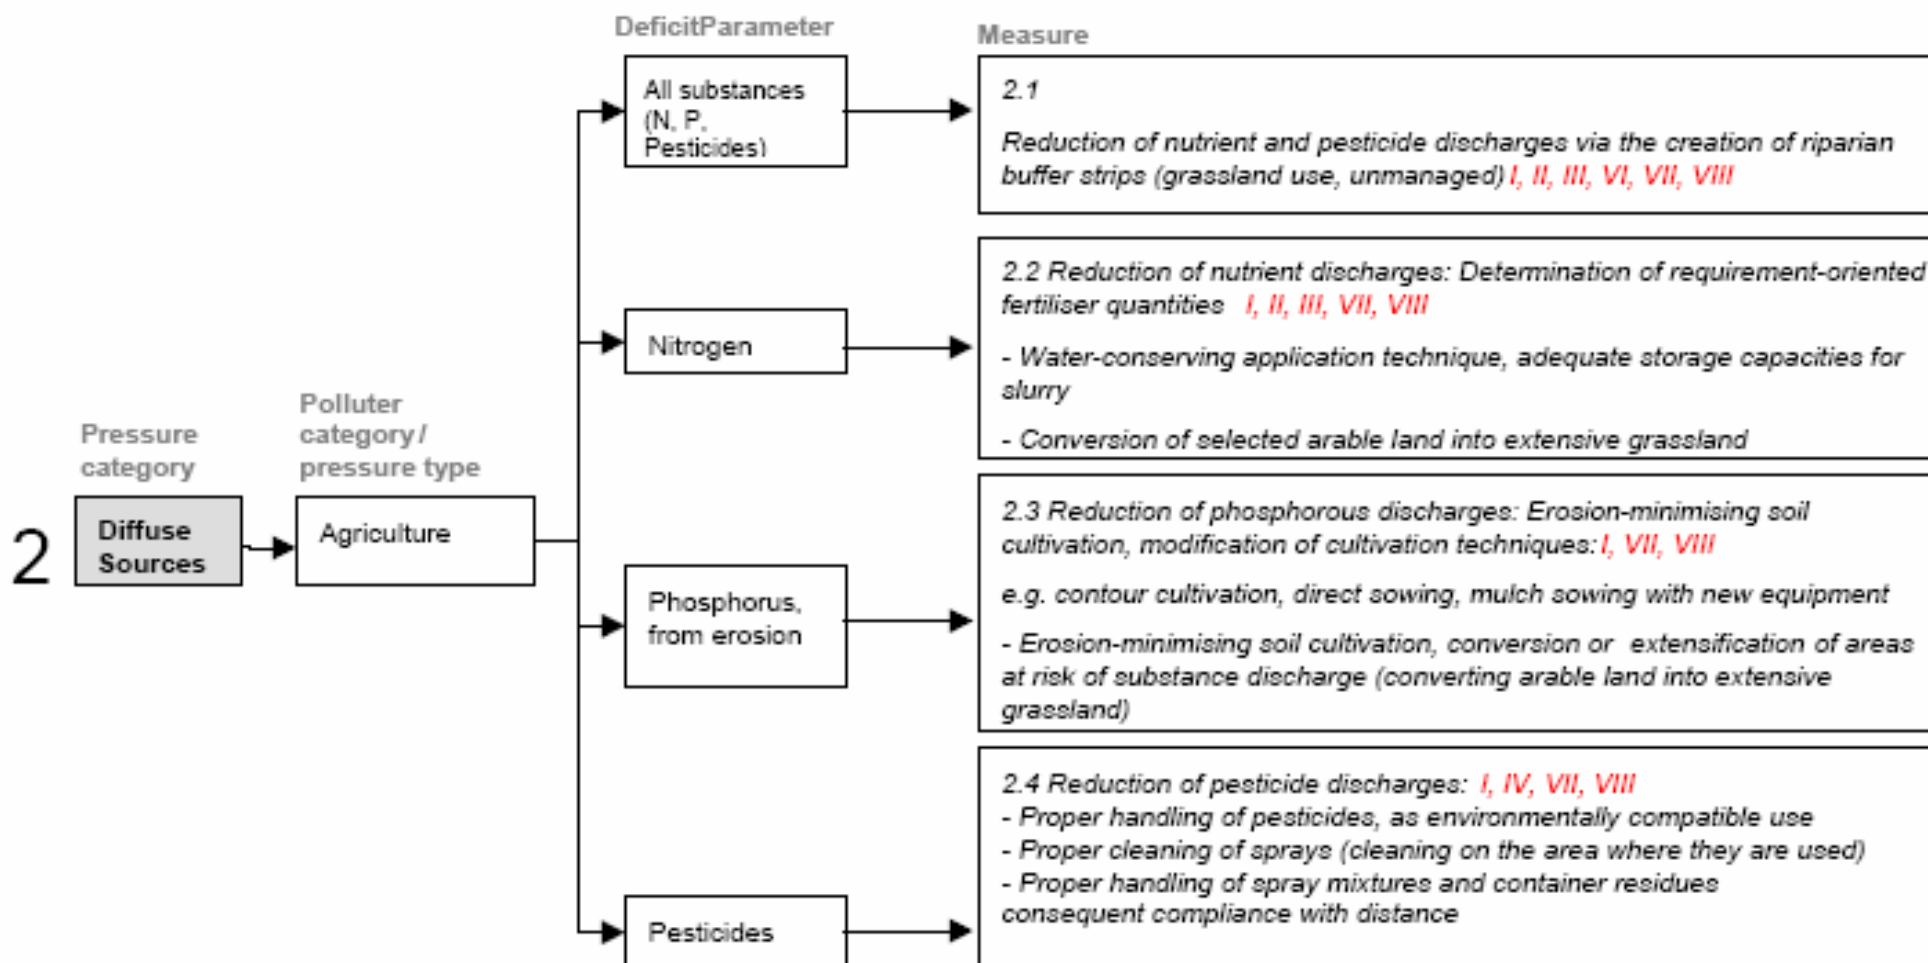 DeficitParameter
Measure
All substances
(N, P,
Pesticides)
2.1
Reduction of nutrient and pesticide discharges via the creation of riparian
buffer strips (grassland use, unmanaged) I, II, III, VI, VII, VIII
Nitrogen
2.2 Reduction of nutrient discharges: Determination of requirement-oriented
fertiliser quantities I, II, III, VII, VIII
- Water-conserving application technique, adequate storage capacities for
slurry
- Conversion of selected arable land into extensive grassland
Pressure
category
Polluter
category/
pressure type
2
Diffuse
Sources
Agriculture
Phosphorus,
from erosion
2.3 Reduction of phosphorous discharges: Erosion-minimising soil
cultivation, modification of cultivation techniques: I, VII, VIII
e.g. contour cultivation, direct sowing, mulch sowing with new equipment
- Erosion-minimising soil cultivation, conversion or extensification of areas
at risk of substance discharge (converting arable land into extensive
grassland)
Pesticides
2.4 Reduction of pesticide discharges: I, IV, VII, VIII
- Proper handling of pesticides, as environmentally compatible use
- Proper cleaning of sprays (cleaning on the area where they are used)
- Proper handling of spray mixtures and container residues
consequent compliance with distance